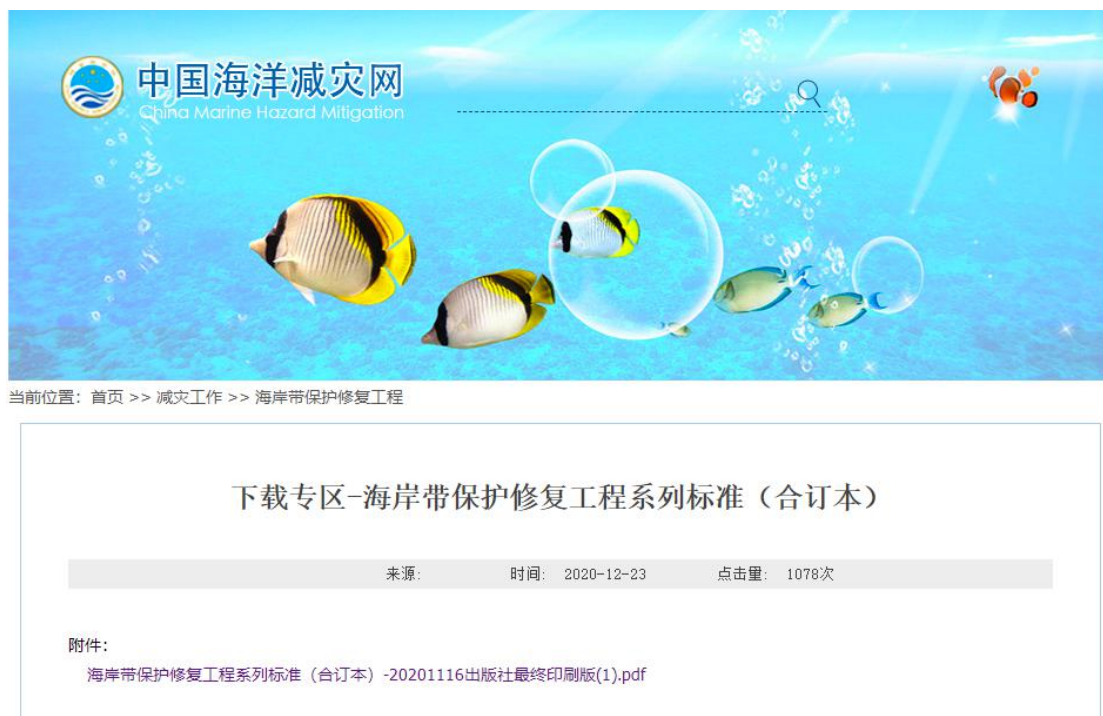 中国海洋减灾网
China Marine Hazard Mitigation
当前位置：首页 >> 减灾工作 >> 海岸带保护修复工程
下载专区-海岸带保护修复工程系列标准（合订本）
来源： 时间： 2020-12-23 点击量： 1078次
附件：
海岸带保护修复工程系列标准（合订本）-20201116出版社最终印刷版(1).pdf